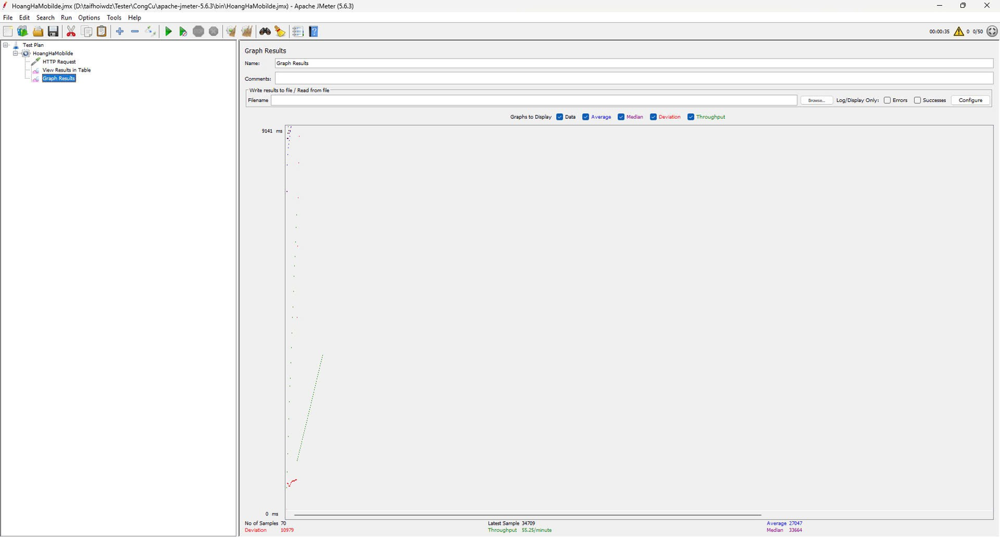 HoangHaMobilde.jmx (D:\taifhoiwdz\Tester\CongCu\apache-jmeter-5.6.3\bin\HoangHaMobilde.jmx) - Apache JMeter (5.6.3)
File Edit Search Run Options Tools Help
00:00:35 0 0/50
Test Plan
HoangHaMobilde
HTTP Request
View Results in Table
Graph Results
Graph Results
Name: Graph Results
Comments:
Write results to file / Read from file
Filename Browse... Log/Display Only: Errors Successes Configure
Graphs to Display Data Average Median Deviation Throughput
9141 ms
0 ms
No of Samples 70 Latest Sample 34709 Average 27047
Deviation 10979 Throughput 55.25/minute Median 33664